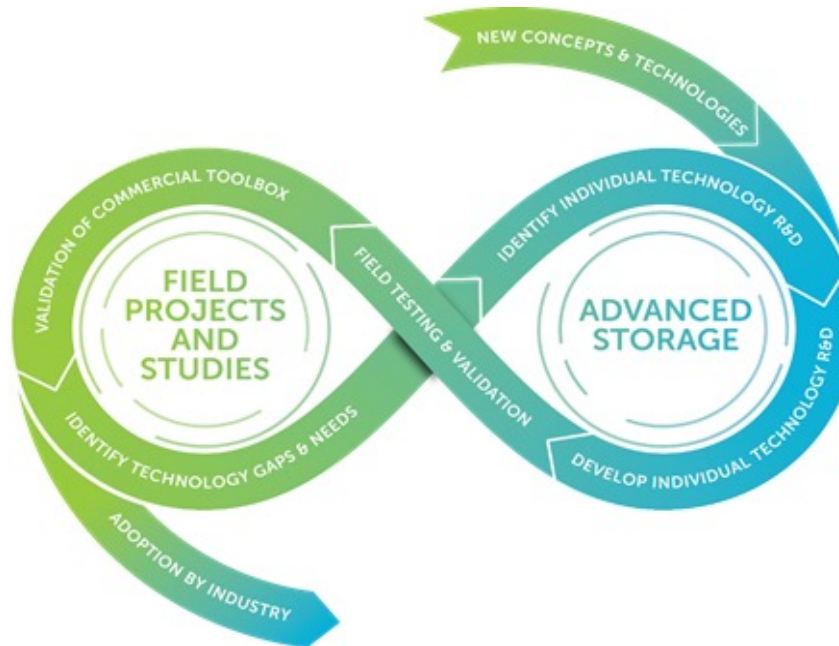 NEW CONCEPTS & TECHNOLOGIES
IDENTIFY INDIVIDUAL TECHNOLOGY R&D
DEVELOP INDIVIDUAL TECHNOLOGY R&D
FIELD TESTING & VALIDATION
VALIDATION OF COMMERCIAL TOOLBOX
IDENTIFY TECHNOLOGY GAPS & NEEDS
ADOPTION BY INDUSTRY
FIELD
PROJECTS
AND
STUDIES
ADVANCED
STORAGE